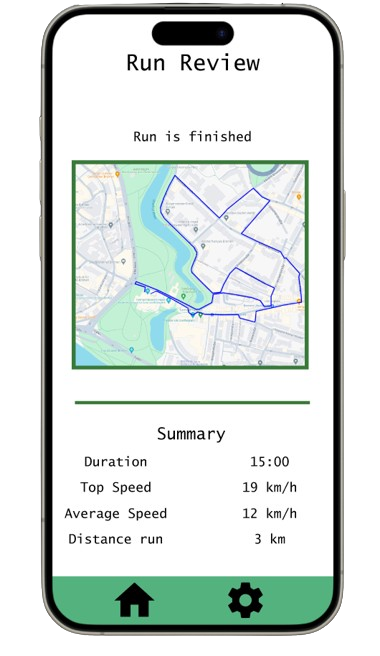 Run Review
Run is finished
Summary
Duration 15:00
Top Speed 19 km/h
Average Speed 12 km/h
Distance run 3 km